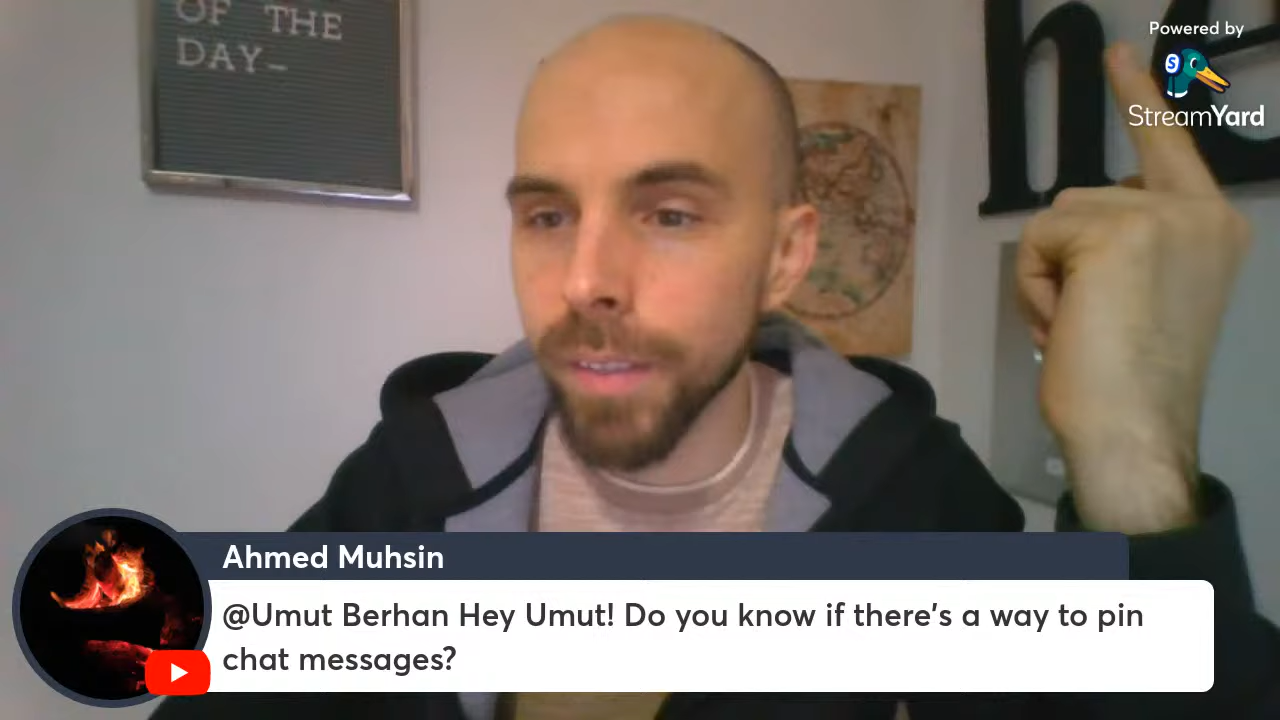 OF THE
DAY-
Powered by
StreamYard
Ahmed Muhsin
@Umut Berhan Hey Umut! Do you know if there's a way to pin
chat messages?